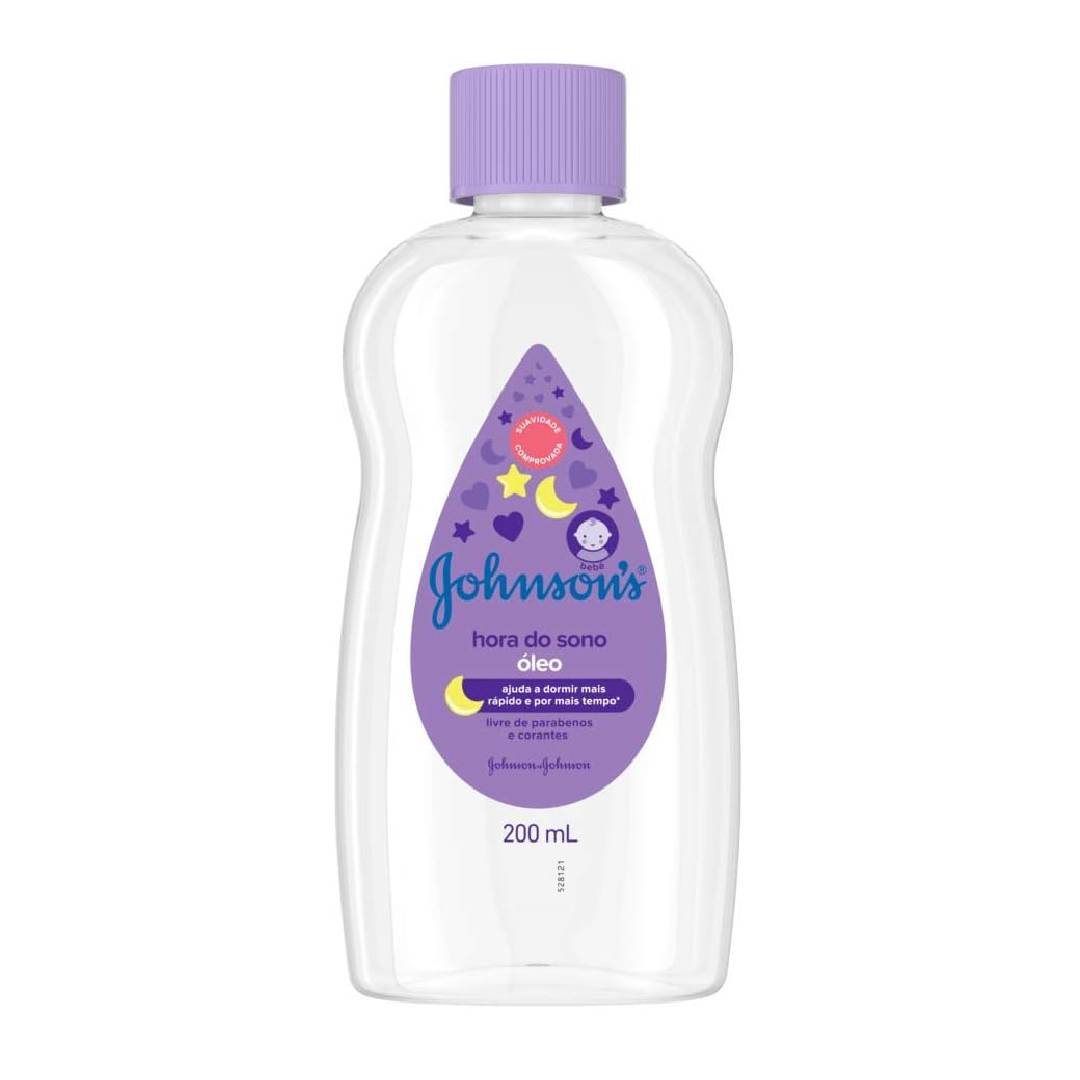 SUAVIDADE
COMPROVADA
bebê
Johnson's®
hora do sono
óleo
ajuda a dormir mais
rápido e por mais tempo*
livre de parabenos
e corantes
Johnson & Johnson
200 mL
528121